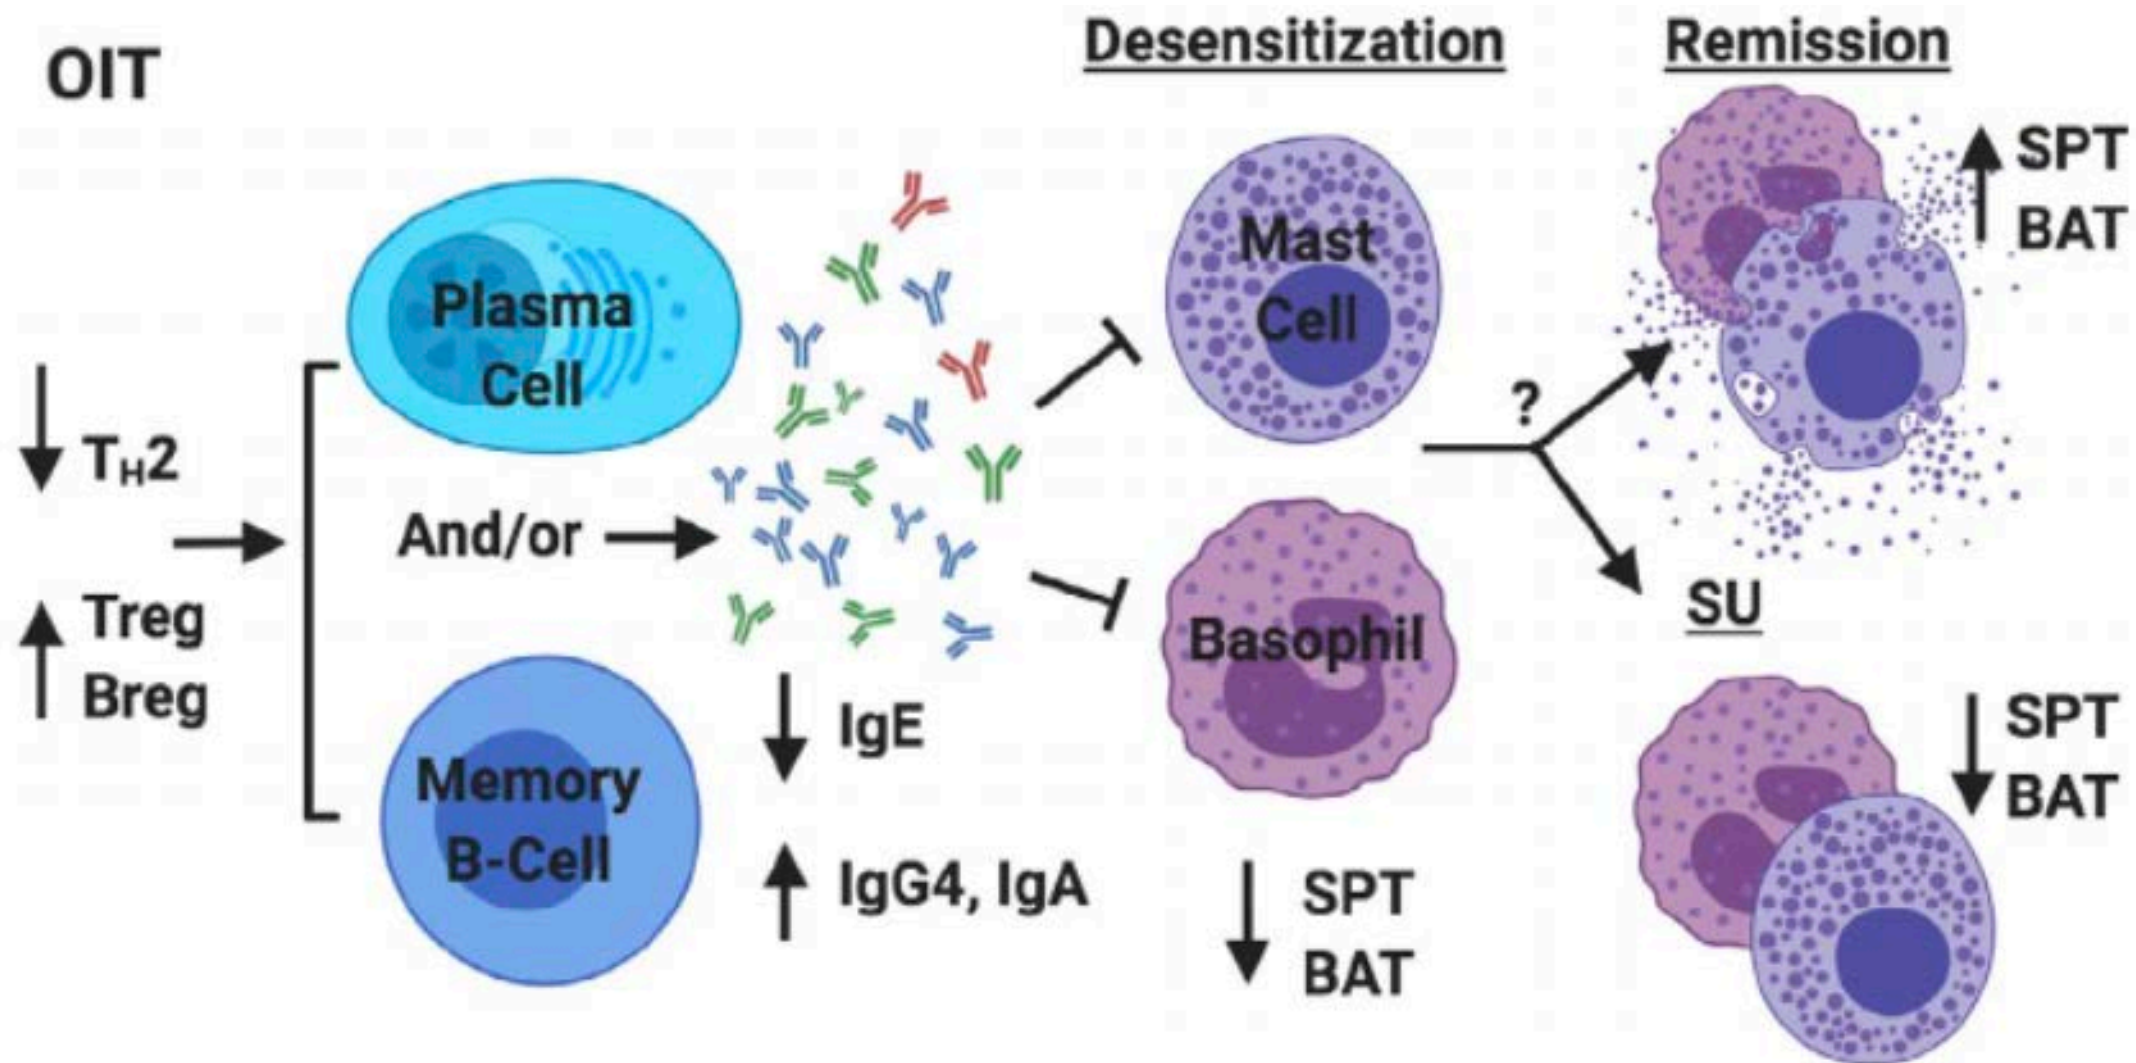 OIT
TH2
Treg
Breg
Plasma
Cell
And/or
Memory
B-Cell
IgE
IgG4, IgA
Desensitization
Mast
Cell
Basophil
SPT
BAT
?
Remission
SPT
BAT
SU
SPT
BAT